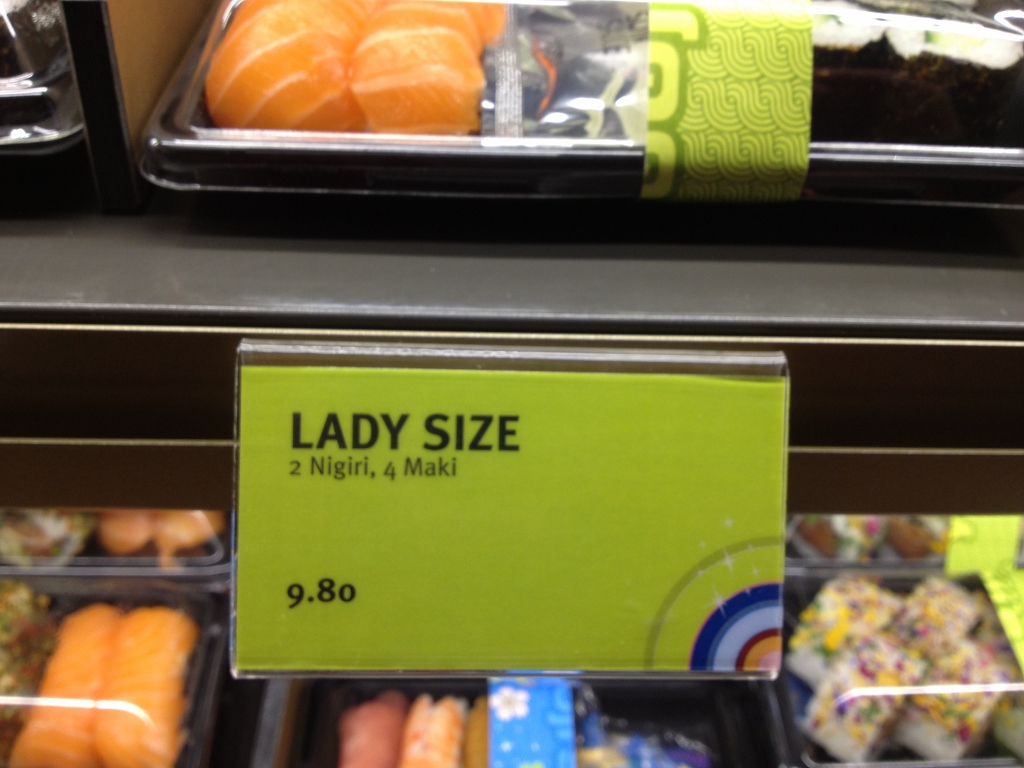 LADY SIZE
2 Nigiri, 4 Maki
9.80